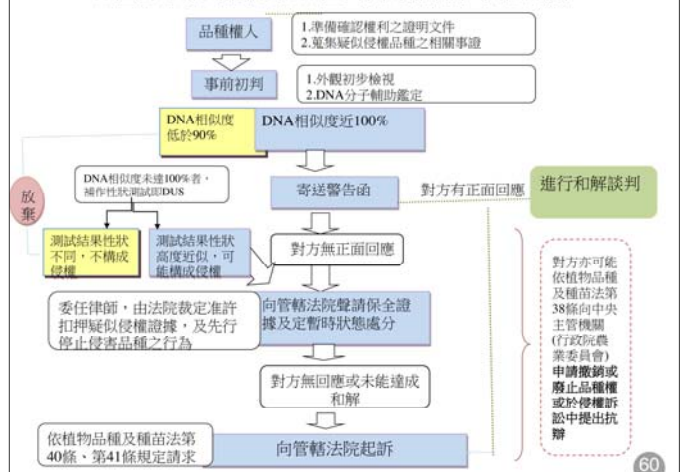 品種權人
1.準備確認權利之證明文件
2.蒐集疑似侵權品種之相關事證
事前初判
1.外觀初步檢視
2.DNA分子輔助鑑定
DNA相似度
低於90%
DNA相似度近100%
DNA相似度未達100%者,
補作性狀測試即DUS
放
棄
寄送警告函
對方有正面回應
進行和解談判
測試結果性狀
不同，不構成
侵權
測試結果性狀
高度近似，可
能構成侵權
對方無正面回應
委任律師，由法院裁定准許
扣押疑似侵權證據，及先行
停止侵害品種之行為
向管轄法院聲請保全證
據及定暫時狀態處分
對方亦可能
依植物品種
及種苗法第
38條向中央
主管機關
(行政院農
業委員會)
申請撤銷或
廢止品種權
或於侵權訴
訟中提出抗
辯
對方無回應或未能達成
和解
依植物品種及種苗法第
40條、第41條規定請求
向管轄法院起訴
60